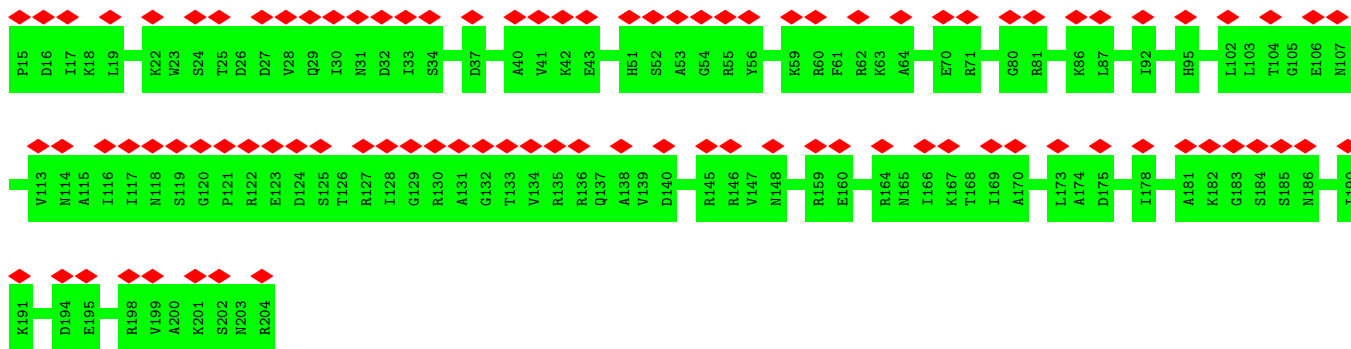 P15 D16 I17 K18 L19 K22 W23 S24 T25 D26 D27 V28 Q29 I30 N31 D32 I33 S34 D37 A40 V41 K42 E43 H51 S52 A53 G54 R55 Y56 K59 R60 F61 R62 K63 A64 E70 R71 G80 R81 K86 L87 I92 H95 L102 L103 T104 G105 E106 N107
V113 N114 A115 I116 I117 N118 S119 G120 P121 R122 E123 D124 S125 T126 R127 I128 G129 R130 A131 G132 T133 V134 R135 R136 Q137 A138 V139 D140 R145 R146 V147 N148 R159 E160 R164 N165 I166 K167 T168 I169 A170 L173 A174 D175 I178 A181 K182 G183 S184 S185 N186 I190
K191 D194 E195 R198 V199 A200 K201 S202 N203 R204